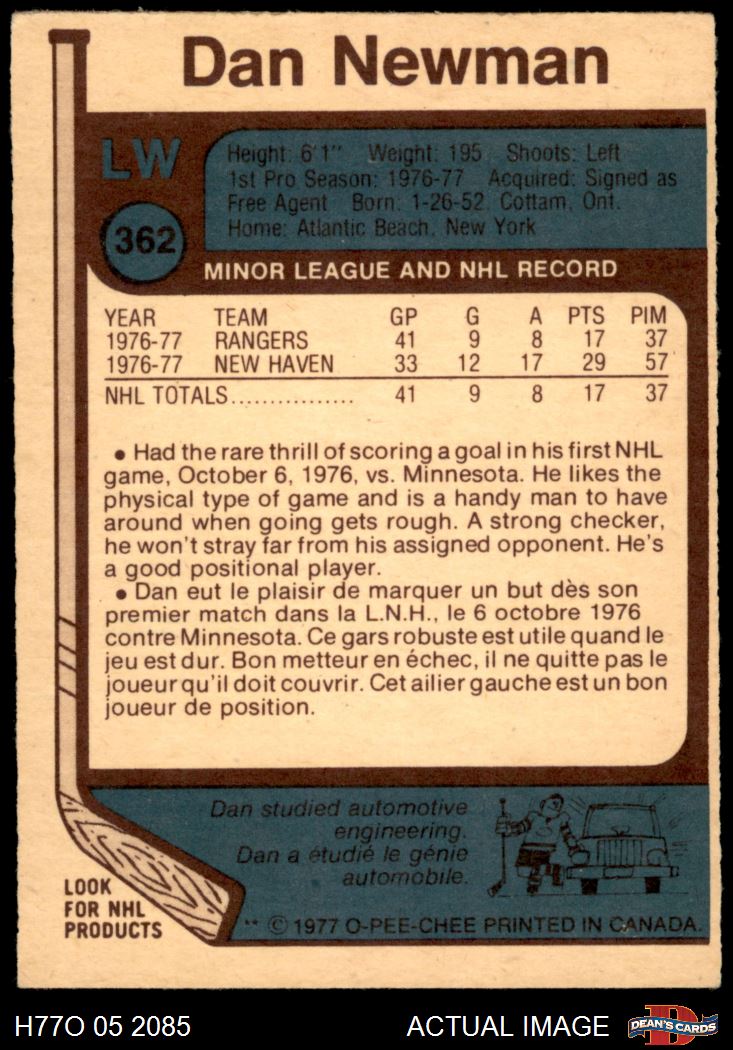 Dan Newman
LW
Height: 6'1" Weight: 195 Shoots: Left
1st Pro Season: 1976-77 Acquired: Signed as
Free Agent Born: 1-26-52 Cottam, Ont.
Home: Atlantic Beach, New York
362
MINOR LEAGUE AND NHL RECORD
YEAR TEAM GP G A PTS PIM
1976-77 RANGERS 41 9 8 17 37
1976-77 NEW HAVEN 33 12 17 29 57
NHL TOTALS................ 41 9 8 17 37
• Had the rare thrill of scoring a goal in his first NHL
game, October 6, 1976, vs. Minnesota. He likes the
physical type of game and is a handy man to have
around when going gets rough. A strong checker,
he won't stray far from his assigned opponent. He's
a good positional player.
• Dan eut le plaisir de marquer un but dès son
premier match dans la L.N.H., le 6 octobre 1976
contre Minnesota. Ce gars robuste est utile quand le
jeu est dur. Bon metteur en échec, il ne quitte pas le
joueur qu'il doit couvrir. Cet ailier gauche est un bon
joueur de position.
Dan studied automotive
engineering.
Dan a étudié le génie
automobile.
LOOK
FOR NHL
PRODUCTS
** © 1977 O-PEE-CHEE PRINTED IN CANADA.
H77O 05 2085 ACTUAL IMAGE DEAN'S CARDS